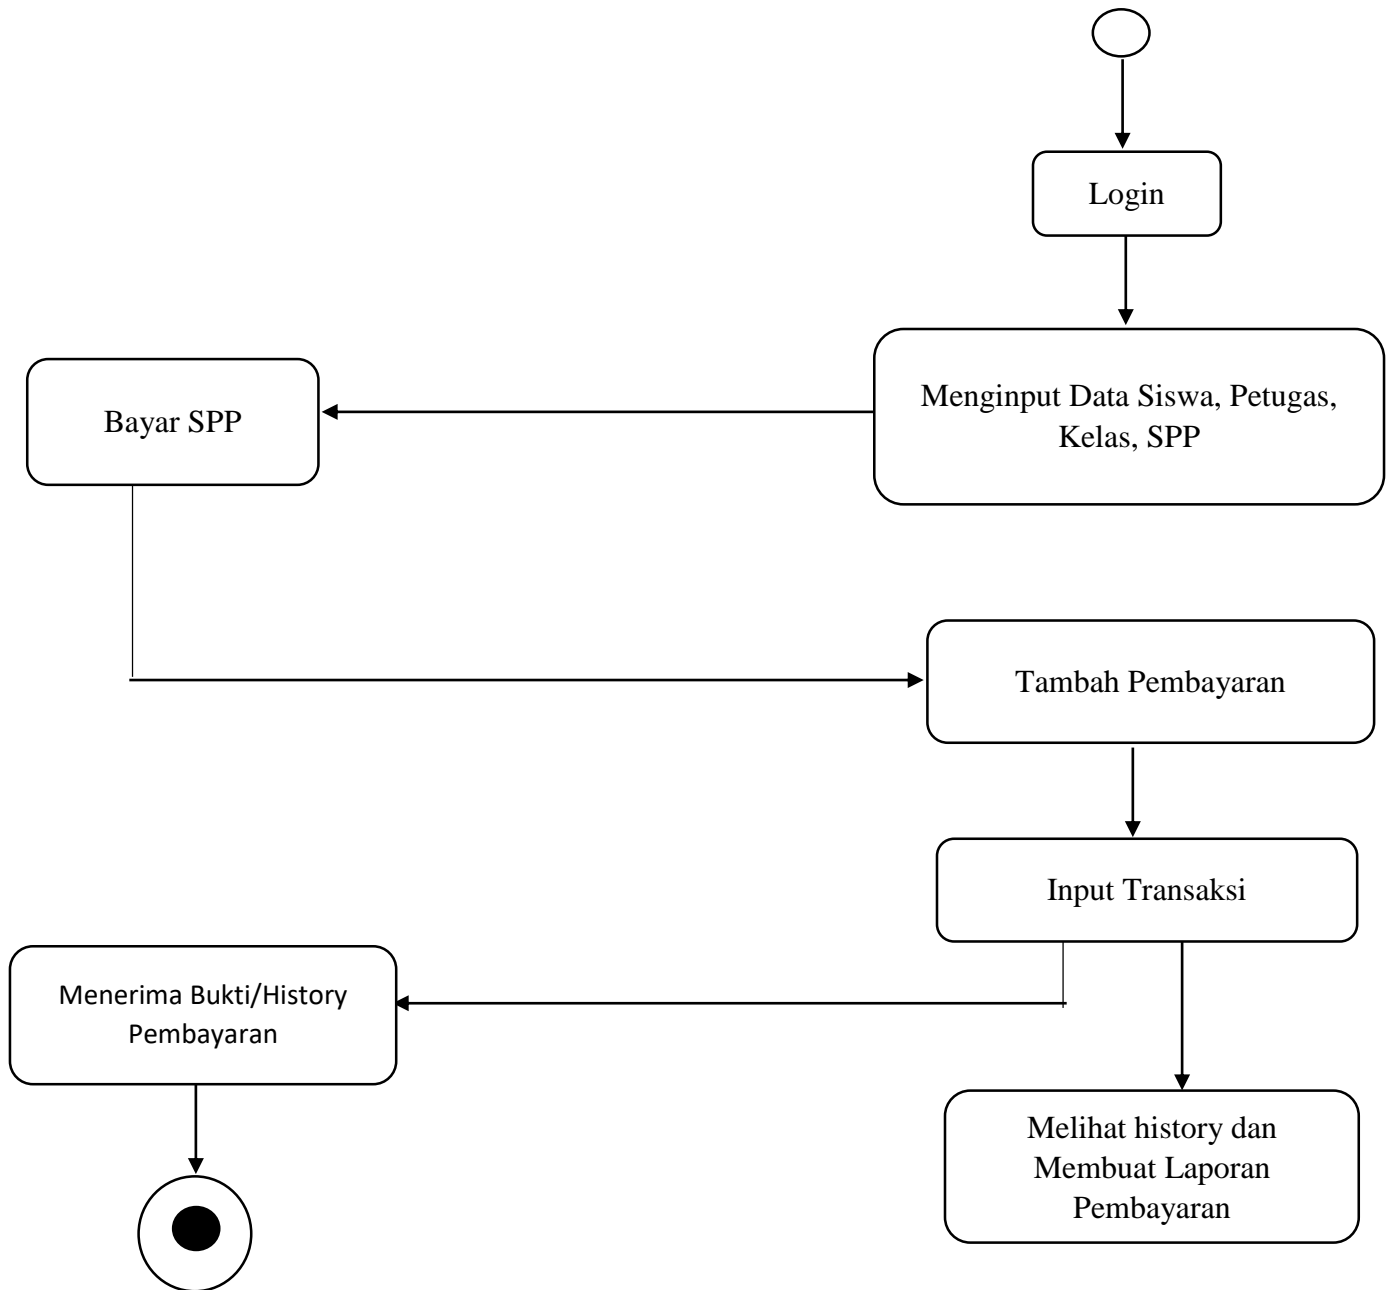 Login
Menginput Data Siswa, Petugas,
Kelas, SPP
Bayar SPP
Tambah Pembayaran
Input Transaksi
Menerima Bukti/History
Pembayaran
Melihat history dan
Membuat Laporan
Pembayaran